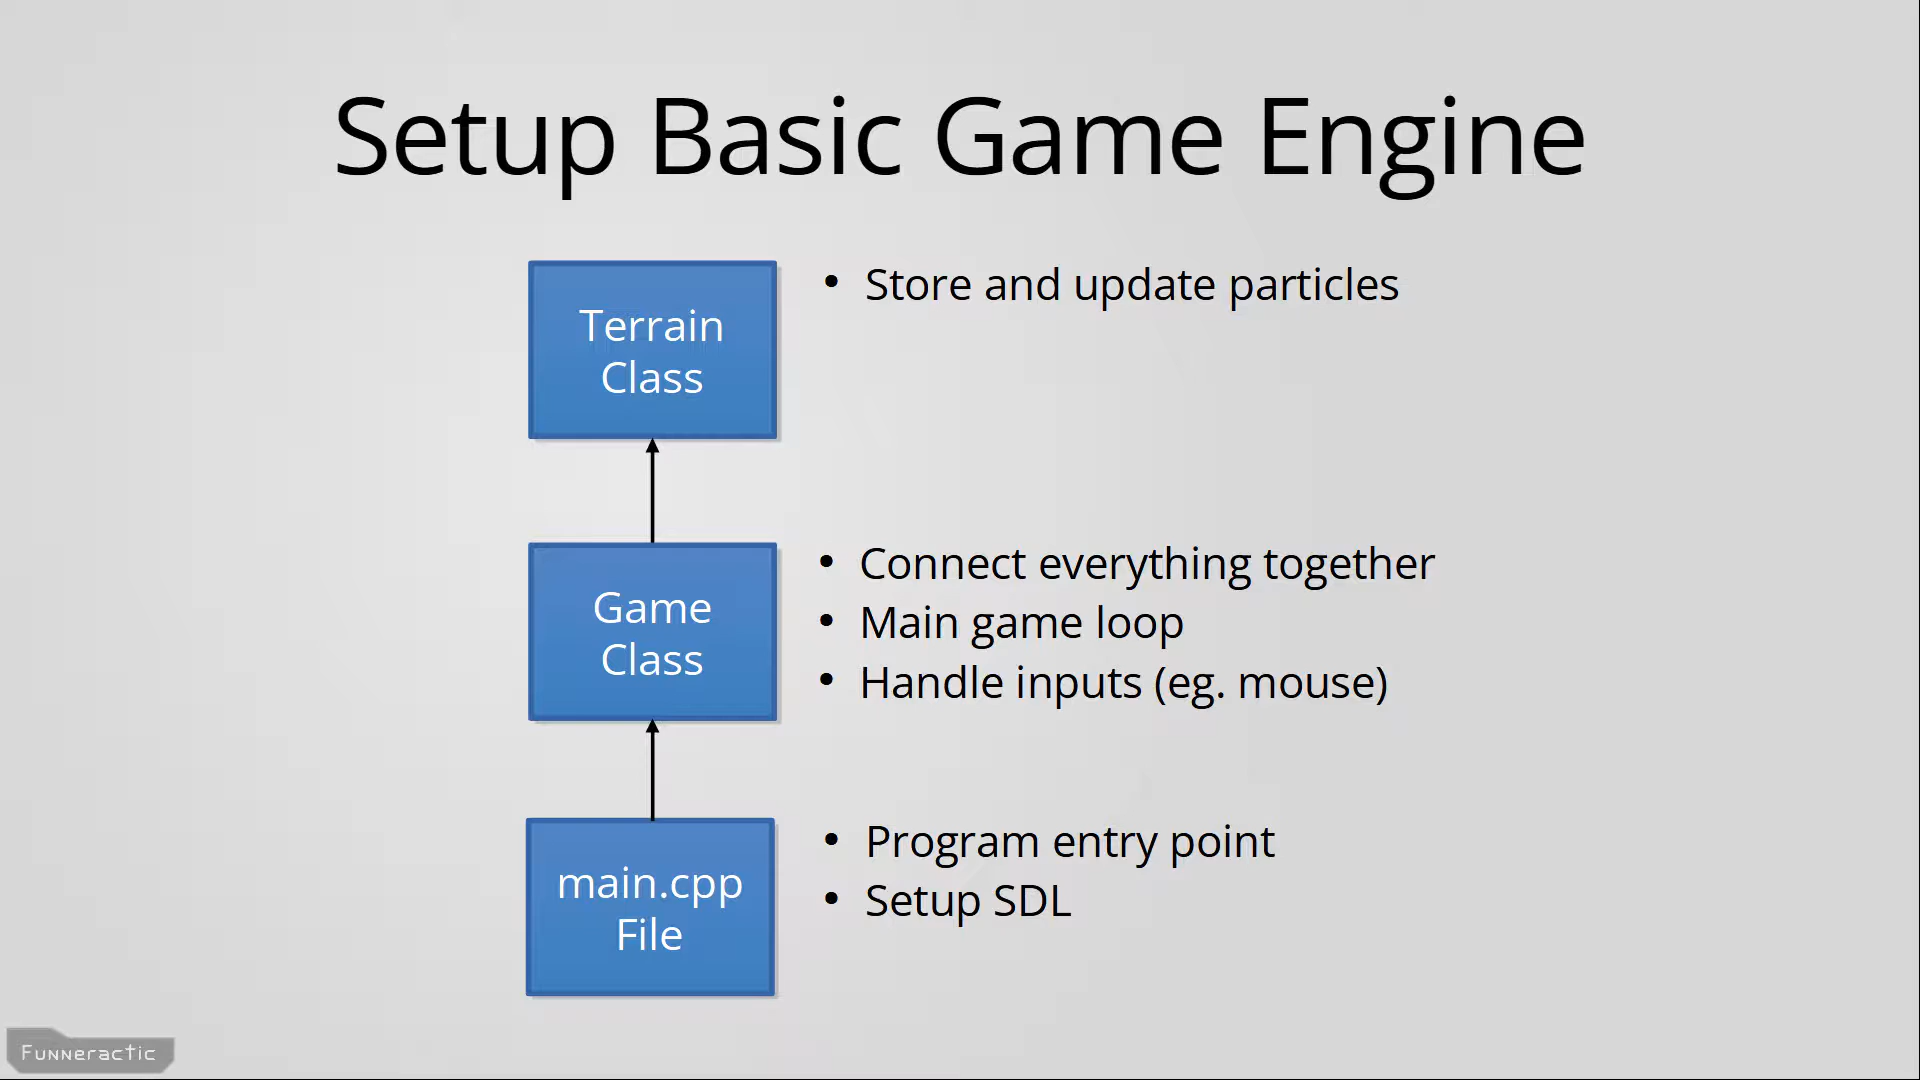 Setup Basic Game Engine
Terrain
Class
• Store and update particles
Game
Class
• Connect everything together
• Main game loop
• Handle inputs (eg. mouse)
main.cpp
File
• Program entry point
• Setup SDL
Funneractic